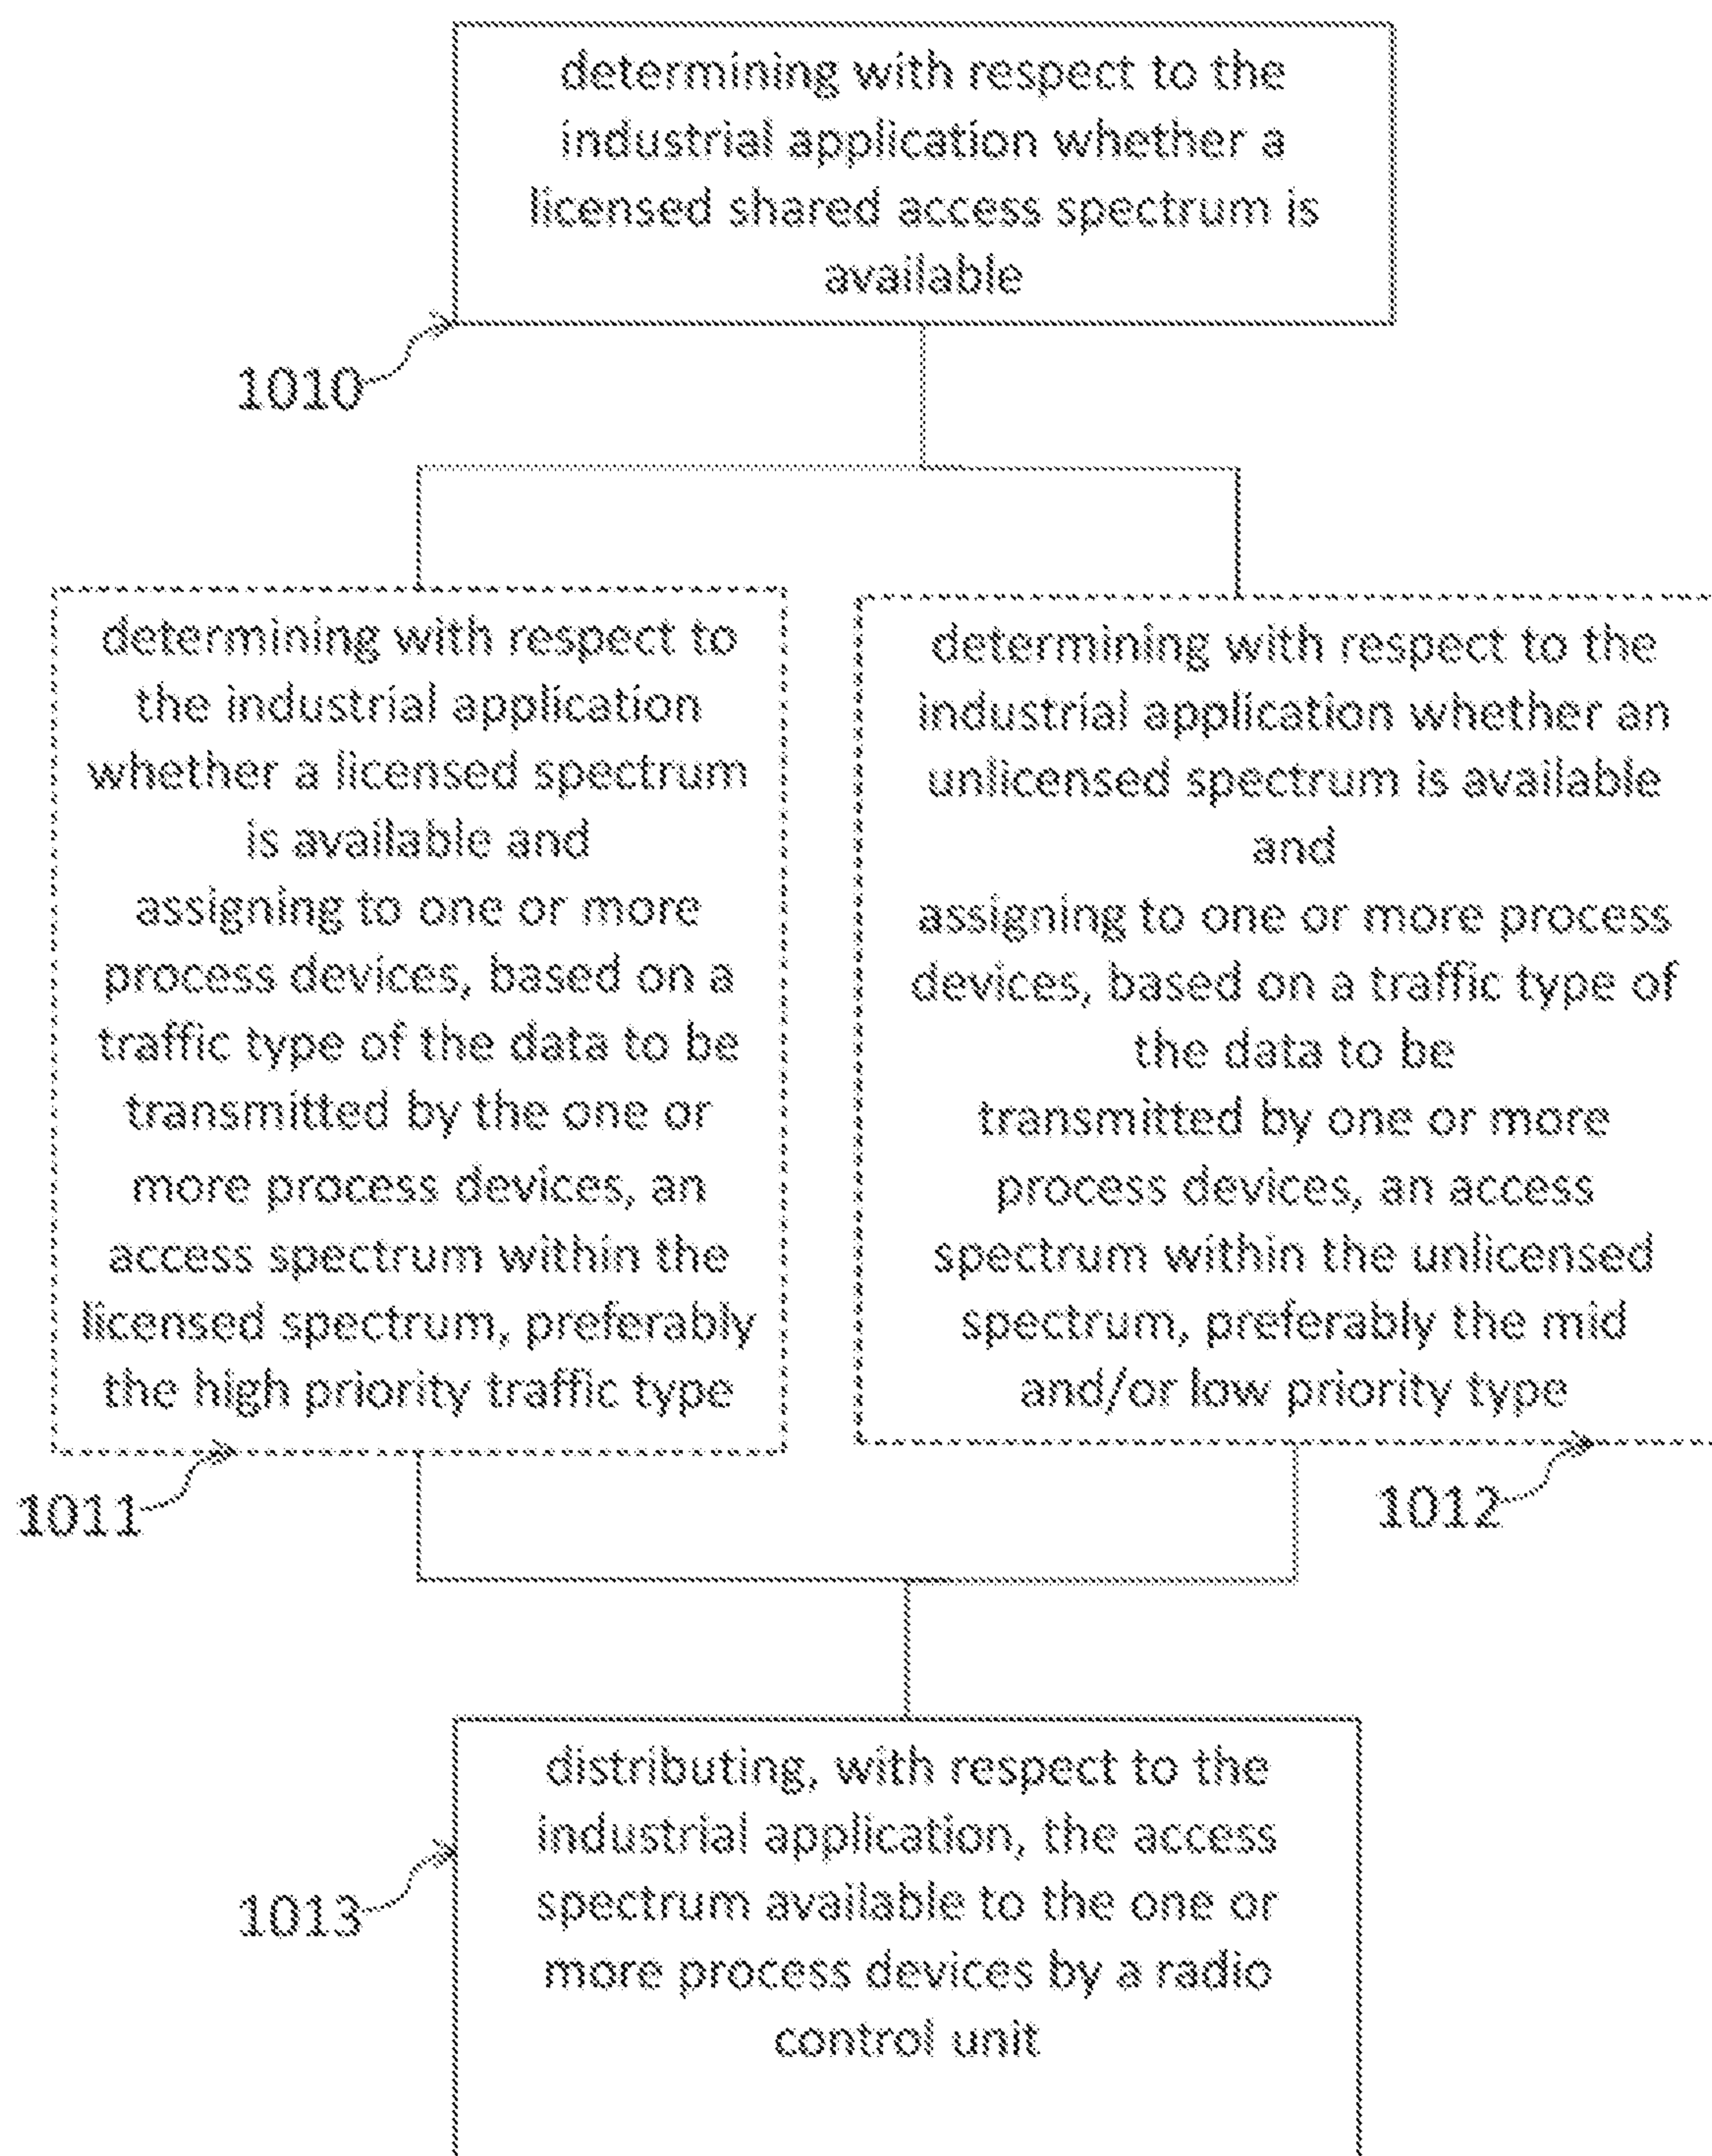 determining with respect to the
industrial application whether a
licensed shared access spectrum is
available
1010
determining with respect to
the industrial application
whether a licensed spectrum
is available and
assigning to one or more
process devices, based on a
traffic type of the data to be
transmitted by the one or
more process devices, an
access spectrum within the
licensed spectrum, preferably
the high priority traffic type
1011
determining with respect to the
industrial application whether an
unlicensed spectrum is available
and
assigning to one or more process
devices, based on a traffic type of
the data to be
transmitted by one or more
process devices, an access
spectrum within the unlicensed
spectrum, preferably the mid
and/or low priority type
1012
distributing, with respect to the
industrial application, the access
spectrum available to the one or
more process devices by a radio
control unit
1013